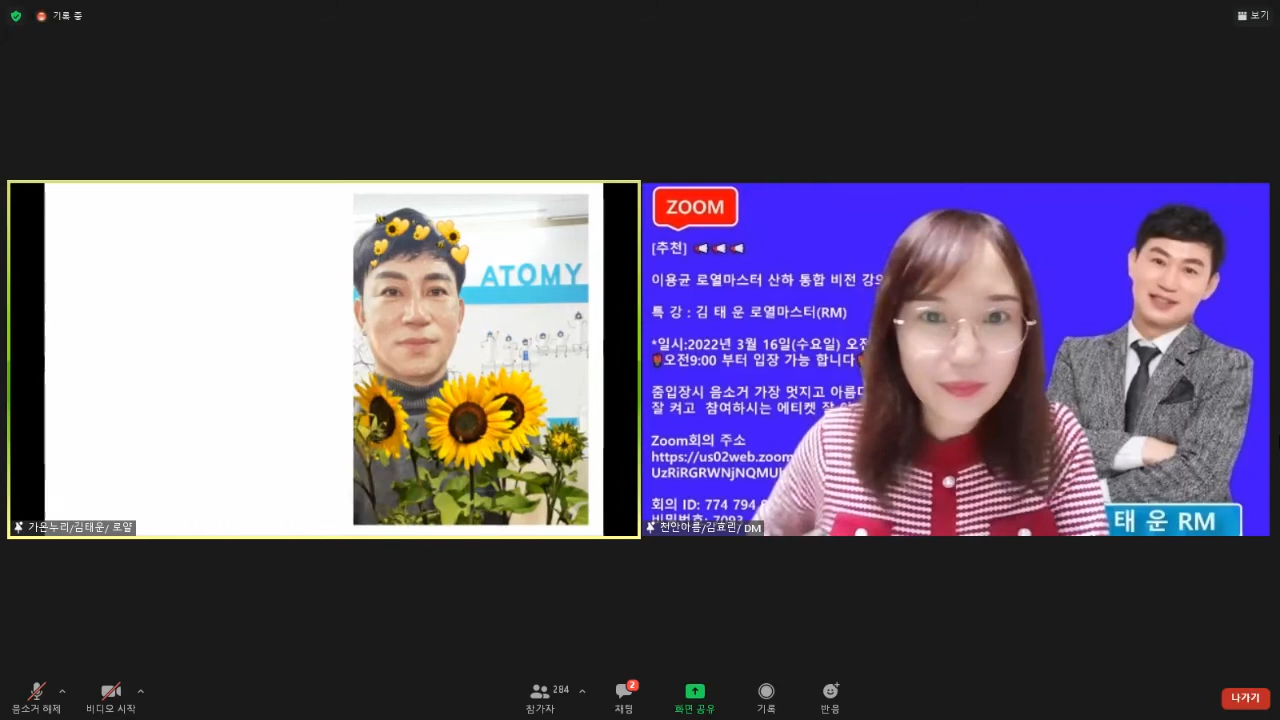 기록 중
보기
ATOMY
가온누리/김태운/ 로얄
ZOOM
[추천]
이용균 로열마스터 산하 통합 비전 강의
특 강 : 김 태 운 로열마스터(RM)
*일시:2022년 3월 16일(수요일) 오전
오전9:00 부터 입장 가능 합니다
줌입장시 음소거 가장 멋지고 아름다
잘 켜고 참여하시는 에티켓
Zoom회의 주소
https://us02web.zoom
UzRiRGRWNjNQMU
회의 ID: 774 794
천안아름/김효린/ DM
태 운 RM
음소거 해제
비디오 시작
284
참가자
2
채팅
화면 공유
기록
반응
나가기